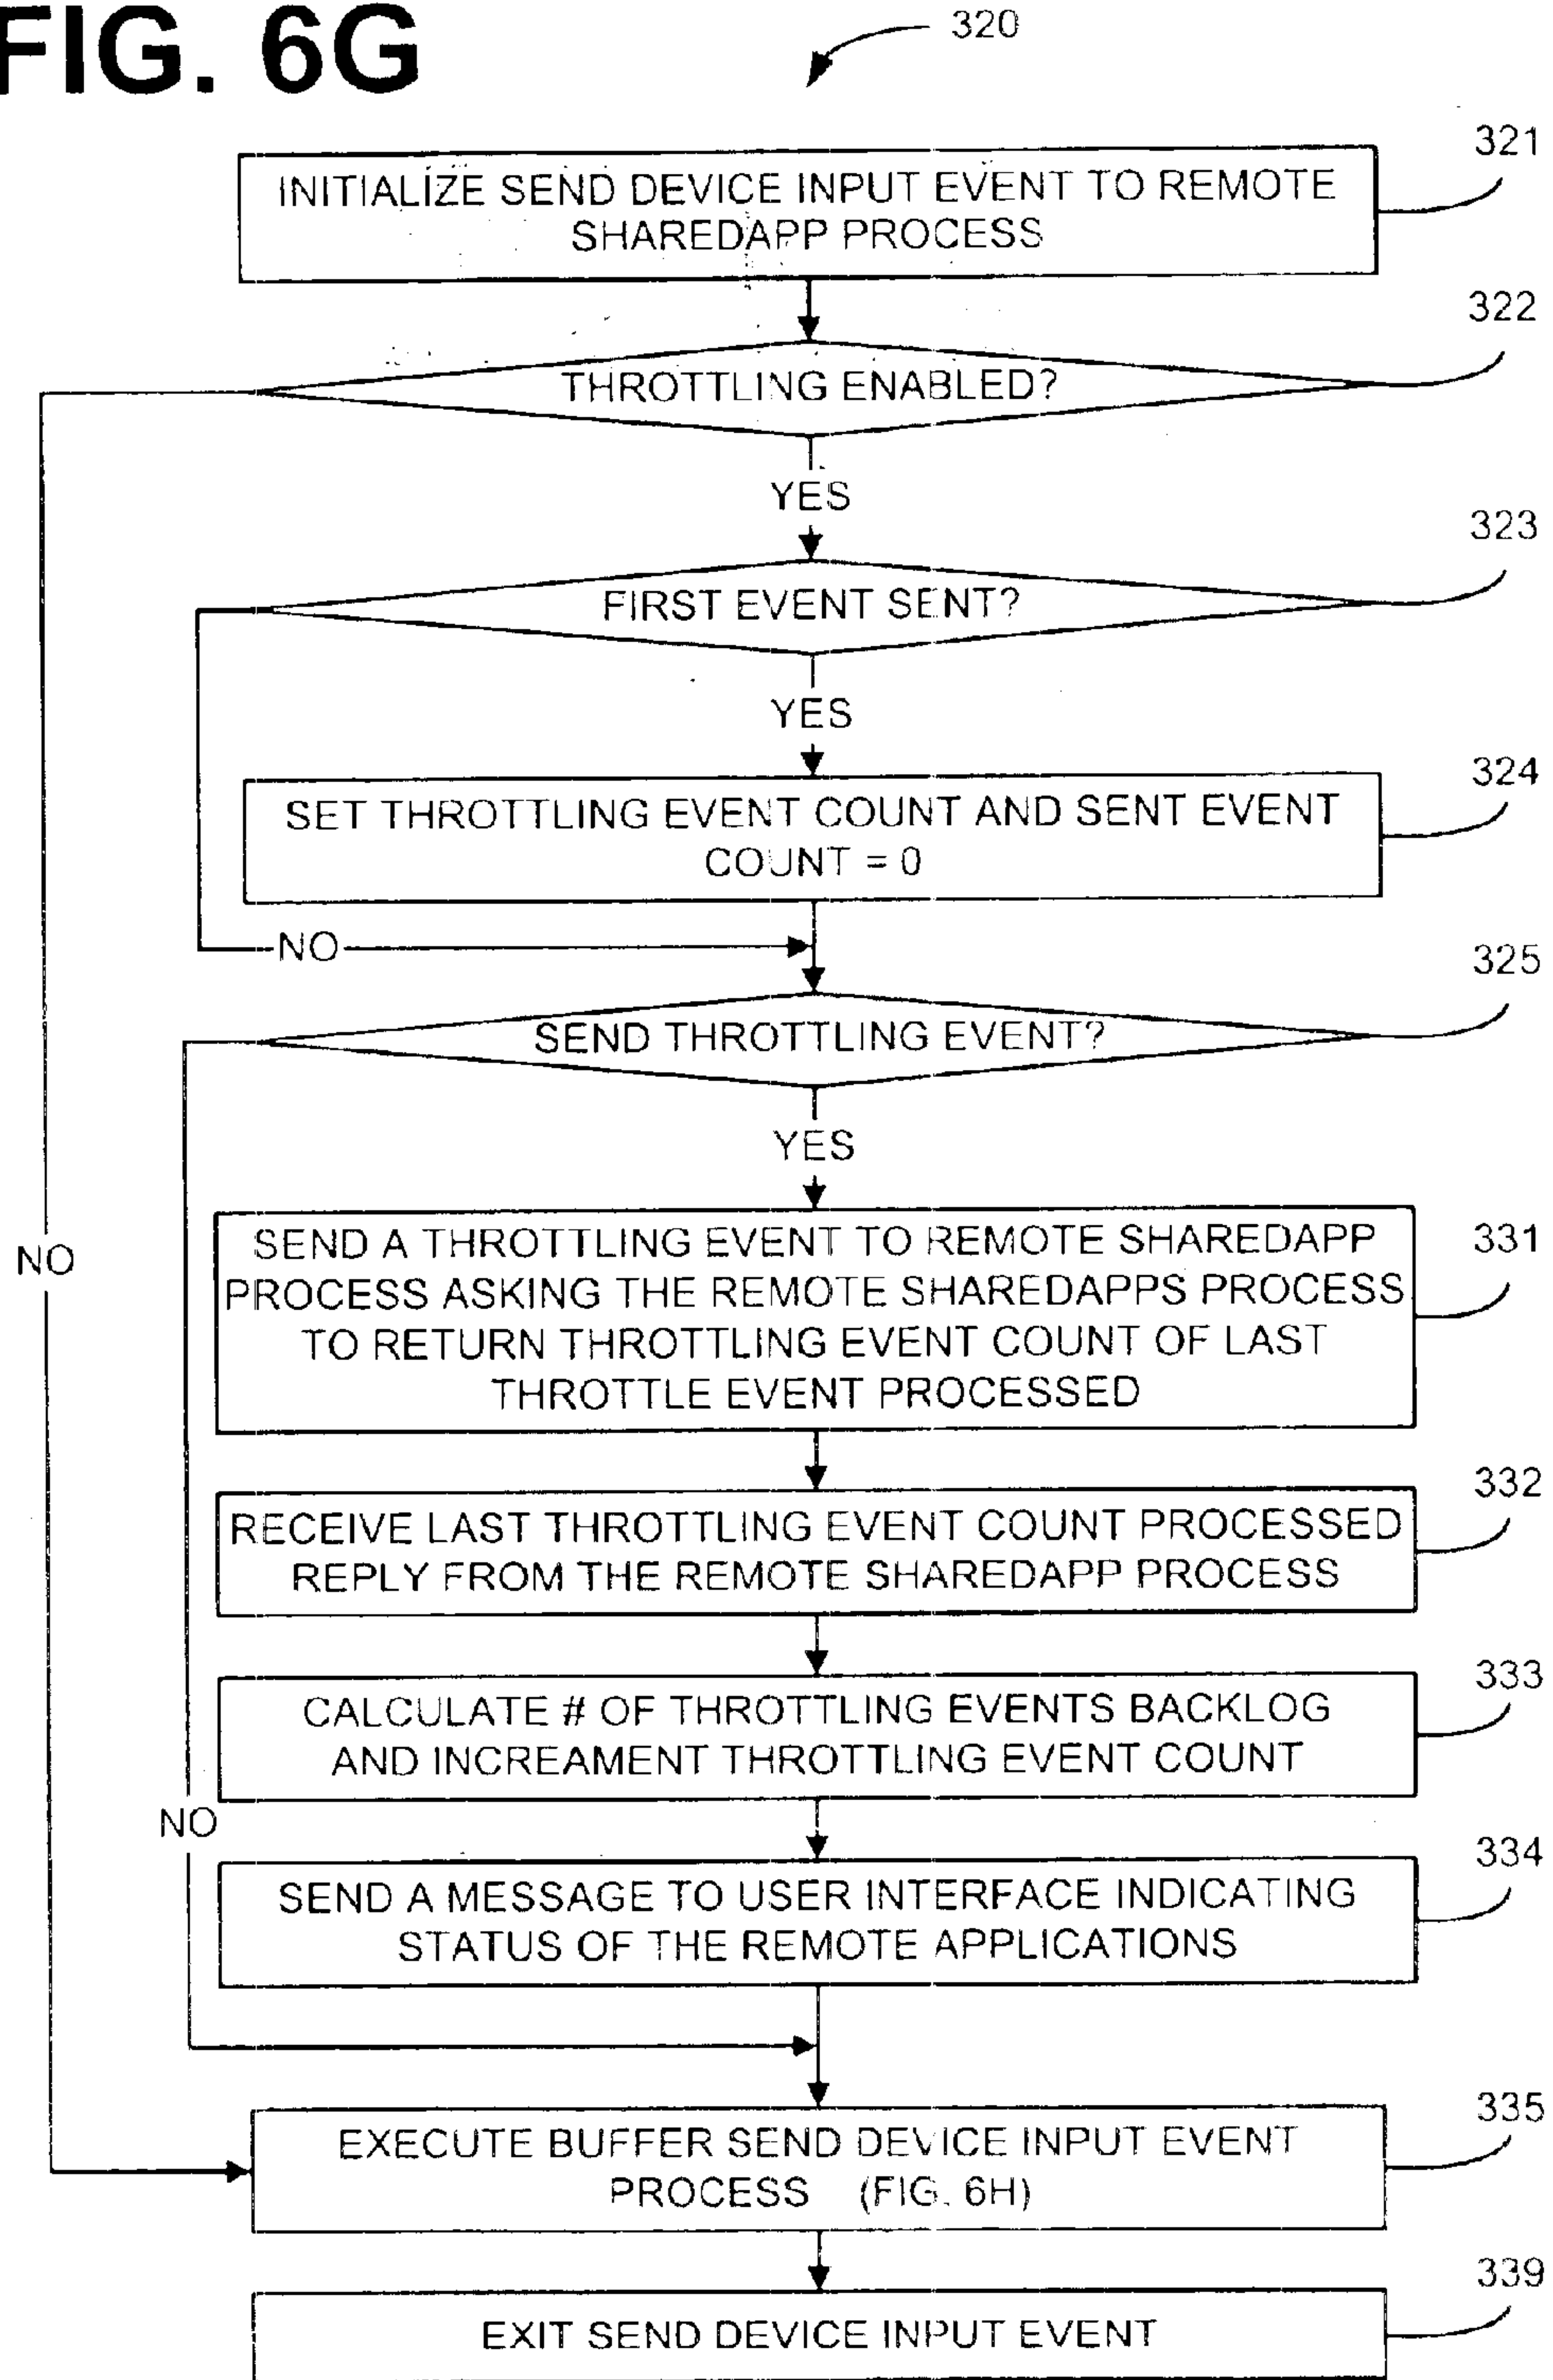 FIG. 6G
320
321
INITIALIZE SEND DEVICE INPUT EVENT TO REMOTE
SHAREDAPP PROCESS
322
THROTTLING ENABLED?
YES
323
FIRST EVENT SENT?
YES
324
SET THROTTLING EVENT COUNT AND SENT EVENT
COUNT = 0
NO
325
SEND THROTTLING EVENT?
YES
NO
331
SEND A THROTTLING EVENT TO REMOTE SHAREDAPP
PROCESS ASKING THE REMOTE SHAREDAPPS PROCESS
TO RETURN THROTTLING EVENT COUNT OF LAST
THROTTLE EVENT PROCESSED
332
RECEIVE LAST THROTTLING EVENT COUNT PROCESSED
REPLY FROM THE REMOTE SHAREDAPP PROCESS
333
CALCULATE # OF THROTTLING EVENTS BACKLOG
AND INCREAMENT THROTTLING EVENT COUNT
NO
334
SEND A MESSAGE TO USER INTERFACE INDICATING
STATUS OF THE REMOTE APPLICATIONS
335
EXECUTE BUFFER SEND DEVICE INPUT EVENT
PROCESS (FIG. 6H)
339
EXIT SEND DEVICE INPUT EVENT